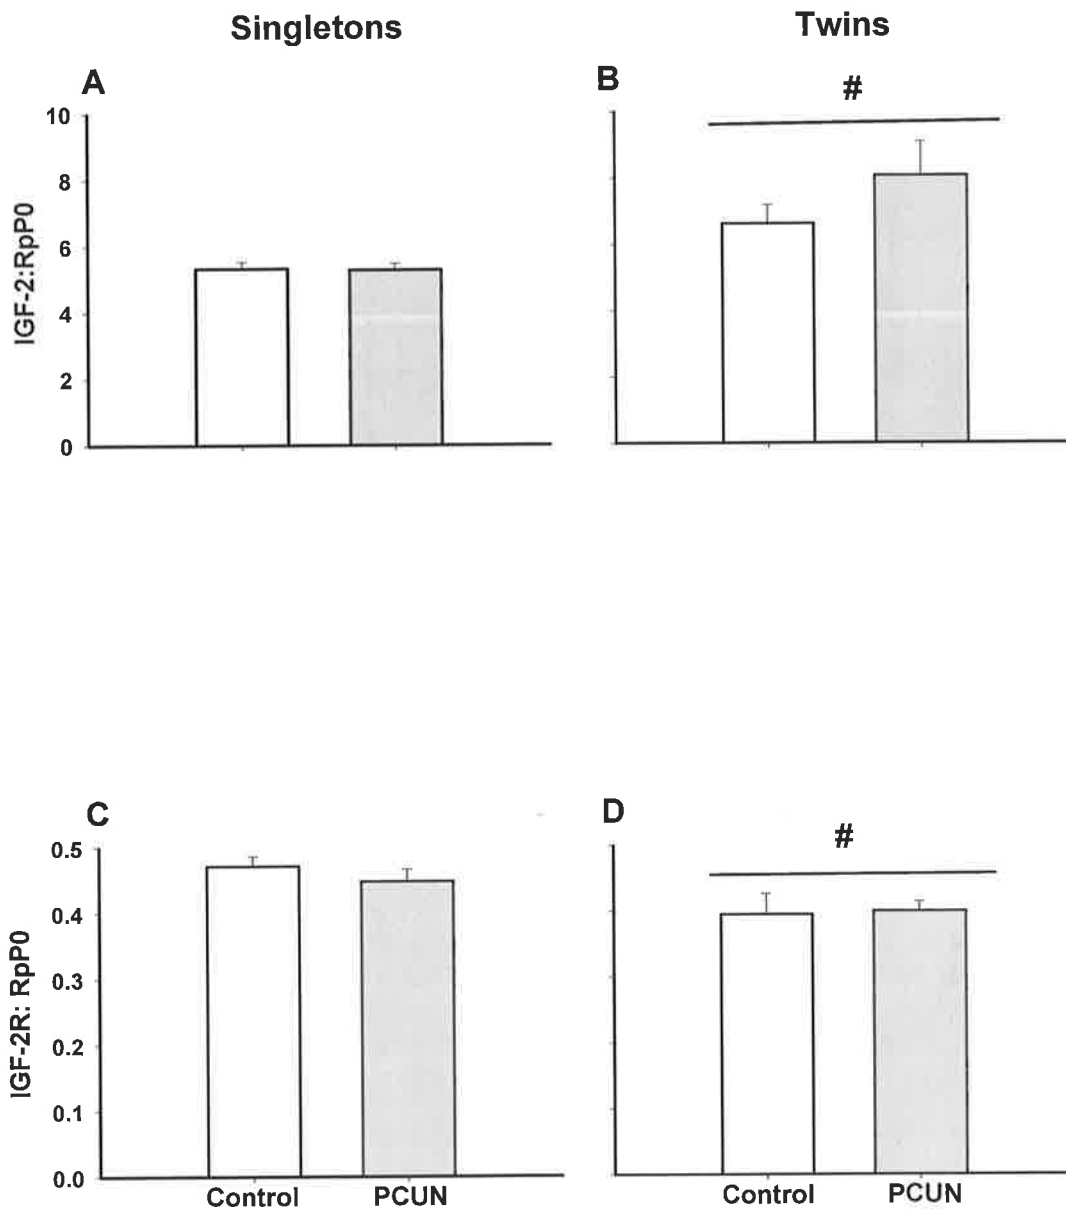 Singletons
Twins
A
B
#
10
8
6
4
2
0
IGF-2:RpP0
C
D
#
0.5
0.4
0.3
0.2
0.1
0.0
IGF-2R: RpP0
Control
PCUN
Control
PCUN